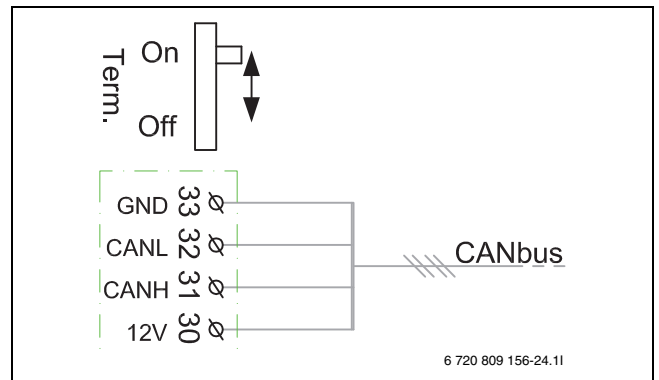 Term.
On
Off
GND 33
CANL 32
CANH 31
12V 30
CANbus
6 720 809 156-24.1I